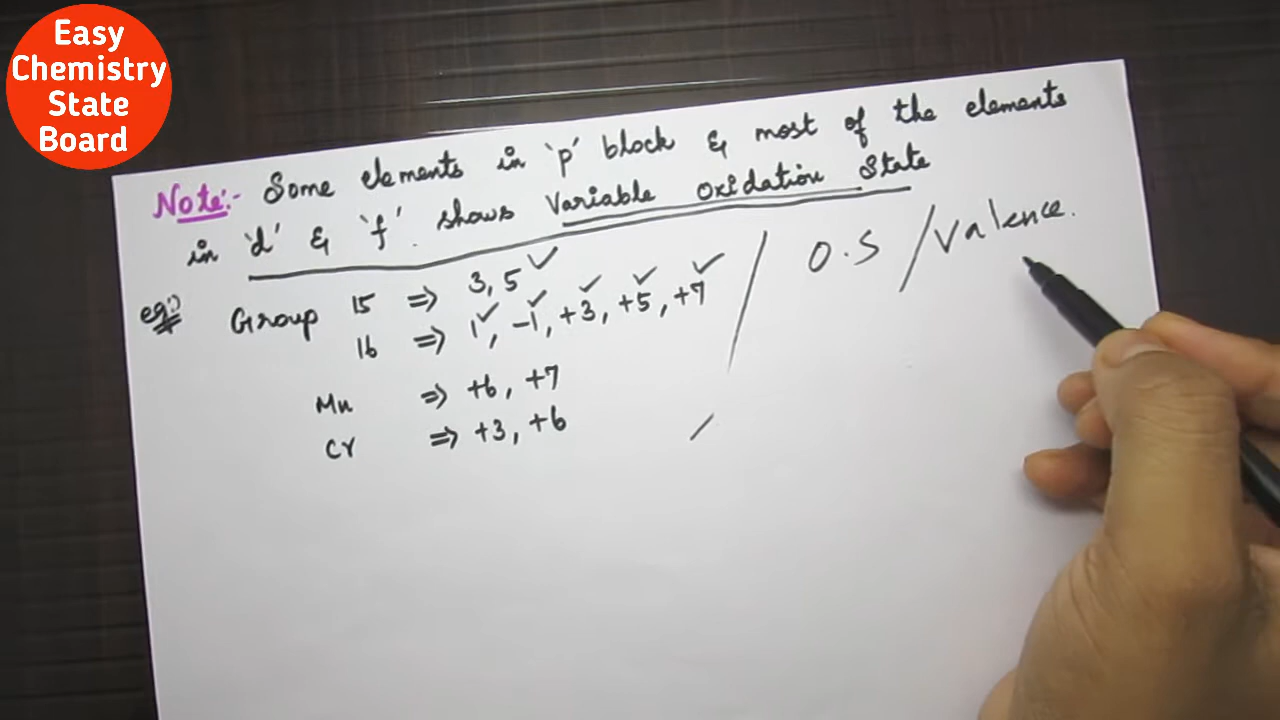 Easy
Chemistry
State
Board
Note:- Some elements in 'p' block & most of the elements
in 'd' & 'f'. shows Variable Oxidation State
eg:) Group 15 => 3, 5
16 => 1, -1, +3, +5, +7
O.S / Valence.
Mn => +6, +7
Cr => +3, +6